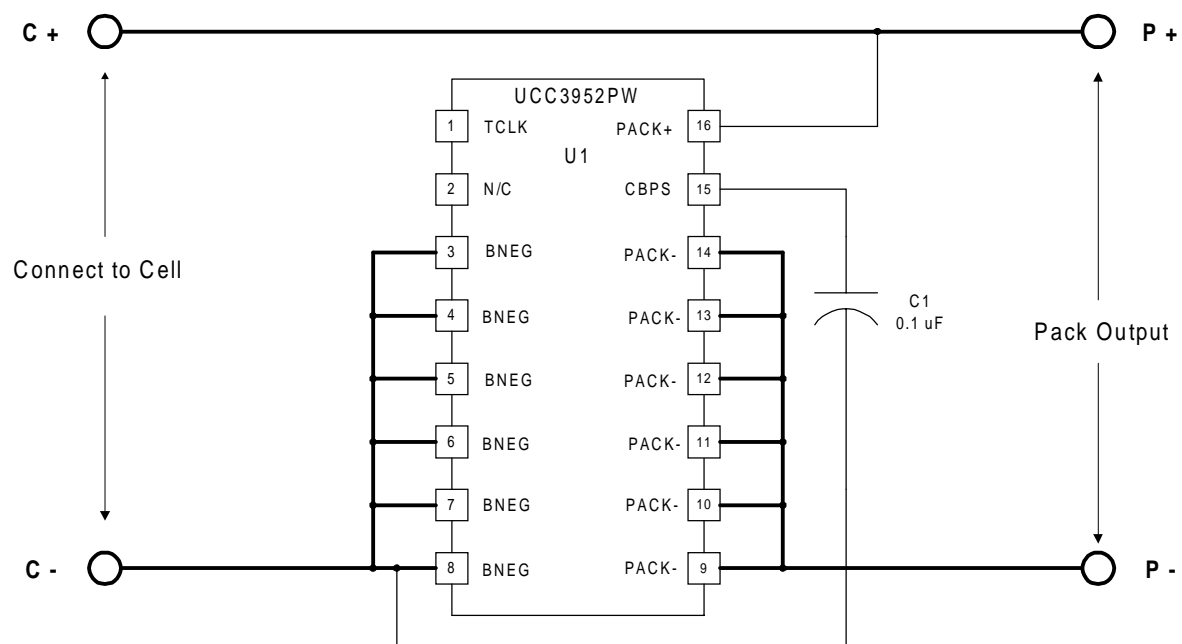 C +
P +
UCC3952PW
1 TCLK PACK+ 16
U1
2 N/C CBPS 15
3 BNEG PACK- 14
Connect to Cell
C1
0.1 uF
4 BNEG PACK- 13
Pack Output
5 BNEG PACK- 12
6 BNEG PACK- 11
7 BNEG PACK- 10
C -
8 BNEG PACK- 9
P -